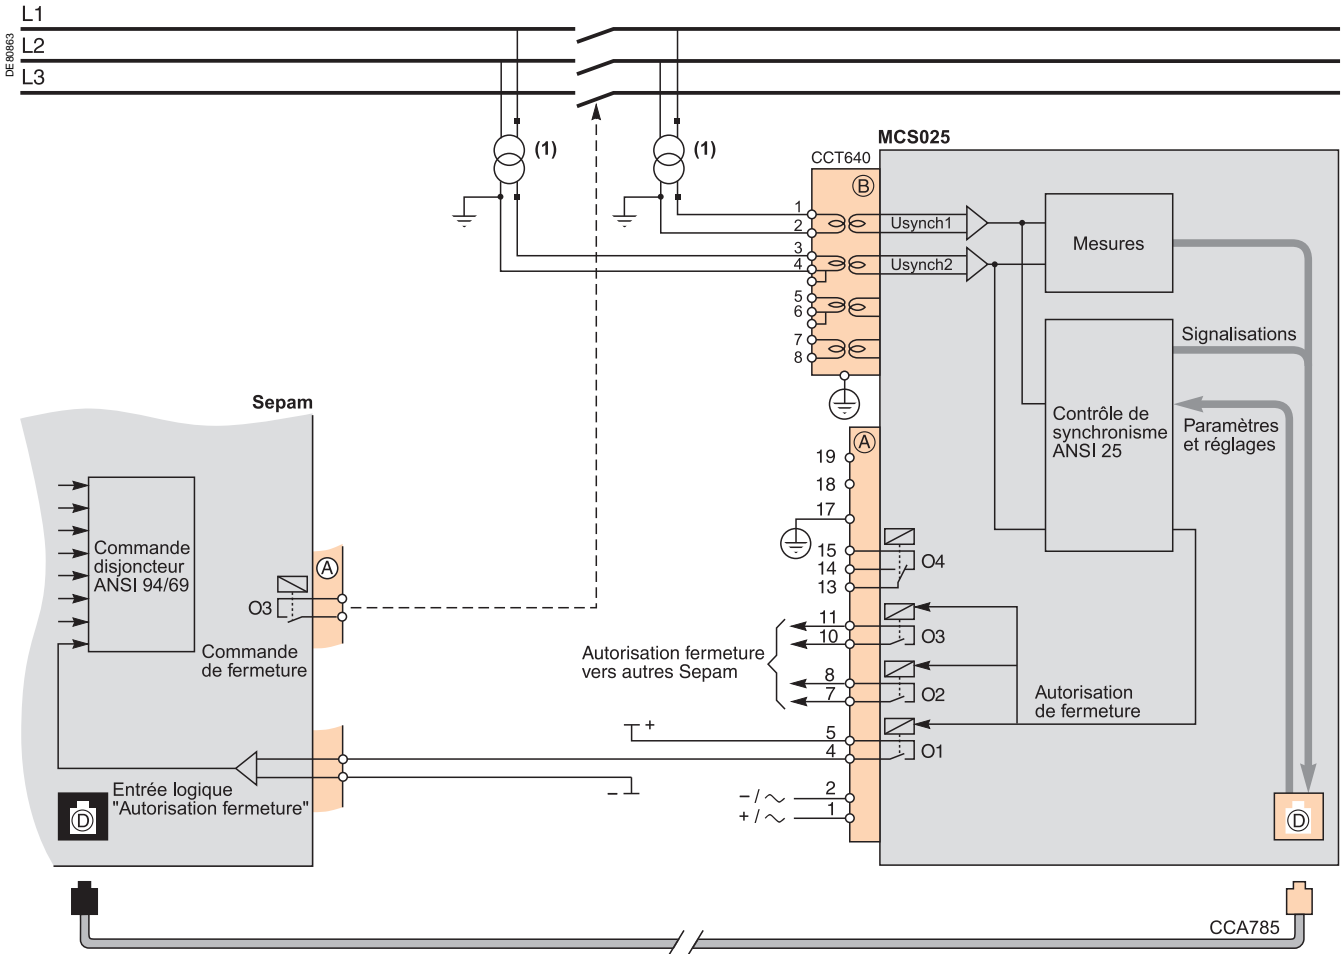 L1
L2
L3
DE80863
(1)
(1)
MCS025
CCT640
B
1
2
3
4
5
6
7
8
Usynch1
Usynch2
Mesures
Signalisations
Contrôle de
synchronisme
ANSI 25
Paramètres
et réglages
Sepam
Commande
disjoncteur
ANSI 94/69
A
O3
Commande
de fermeture
Entrée logique
"Autorisation fermeture"
D
A
19
18
17
15
14
13
O4
11
10
O3
Autorisation fermeture
vers autres Sepam
8
7
O2
Autorisation
de fermeture
+
5
4
O1
-
- / ~
2
+ / ~
1
D
CCA785